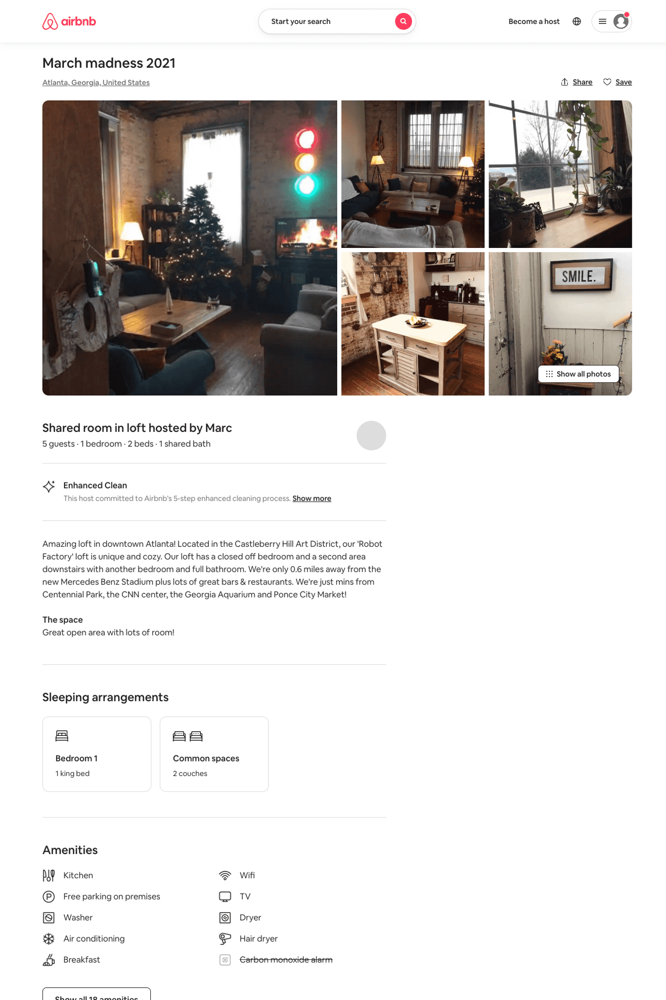 airbnb
Start your search
Become a host
March madness 2021
Atlanta, Georgia, United States
Share
Save
SMILE.
Show all photos
Shared room in loft hosted by Marc
5 guests · 1 bedroom · 2 beds · 1 shared bath
Enhanced Clean
This host committed to Airbnb's 5-step enhanced cleaning process. Show more
Amazing loft in downtown Atlanta! Located in the Castleberry Hill Art District, our 'Robot
Factory' loft is unique and cozy. Our loft has a closed off bedroom and a second area
downstairs with another bedroom and full bathroom. We're only 0.6 miles away from the
new Mercedes Benz Stadium plus lots of great bars & restaurants. We're just mins from
Centennial Park, the CNN center, the Georgia Aquarium and Ponce City Market!
The space
Great open area with lots of room!
Sleeping arrangements
Bedroom 1
1 king bed
Common spaces
2 couches
Amenities
Kitchen
Wifi
Free parking on premises
TV
Washer
Dryer
Air conditioning
Hair dryer
Breakfast
Carbon monoxide alarm
Show all 18 amenities